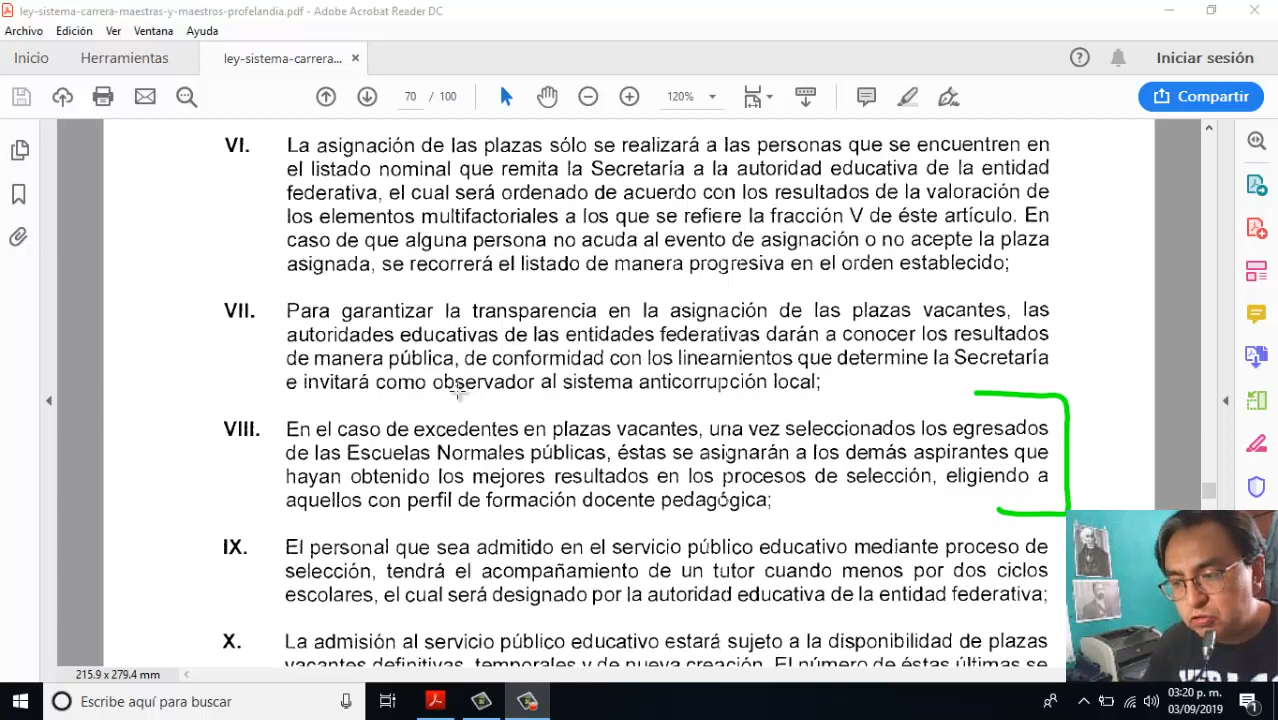 ley-sistema-carrera-maestras-y-maestros-profelandia.pdf - Adobe Acrobat Reader DC
Archivo Edición Ver Ventana Ayuda
Inicio Herramientas ley-sistema-carrera... × Iniciar sesión
70 / 100 120% Compartir
VI. La asignación de las plazas sólo se realizará a las personas que se encuentren en
el listado nominal que remita la Secretaría a la autoridad educativa de la entidad
federativa, el cual será ordenado de acuerdo con los resultados de la valoración de
los elementos multifactoriales a los que se refiere la fracción V de éste artículo. En
caso de que alguna persona no acuda al evento de asignación o no acepte la plaza
asignada, se recorrerá el listado de manera progresiva en el orden establecido;
VII. Para garantizar la transparencia en la asignación de las plazas vacantes, las
autoridades educativas de las entidades federativas darán a conocer los resultados
de manera pública, de conformidad con los lineamientos que determine la Secretaría
e invitará como observador al sistema anticorrupción local;
VIII. En el caso de excedentes en plazas vacantes, una vez seleccionados los egresados
de las Escuelas Normales públicas, éstas se asignarán a los demás aspirantes que
hayan obtenido los mejores resultados en los procesos de selección, eligiendo a
aquellos con perfil de formación docente pedagógica;
IX. El personal que sea admitido en el servicio público educativo mediante proceso de
selección, tendrá el acompañamiento de un tutor cuando menos por dos ciclos
escolares, el cual será designado por la autoridad educativa de la entidad federativa;
X. La admisión al servicio público educativo estará sujeto a la disponibilidad de plazas
vacantes definitivas, temporales y de nueva creación. El número de éstas últimas se
215.9 x 279.4 mm
Escribe aquí para buscar
03:20 p. m.
03/09/2019
1